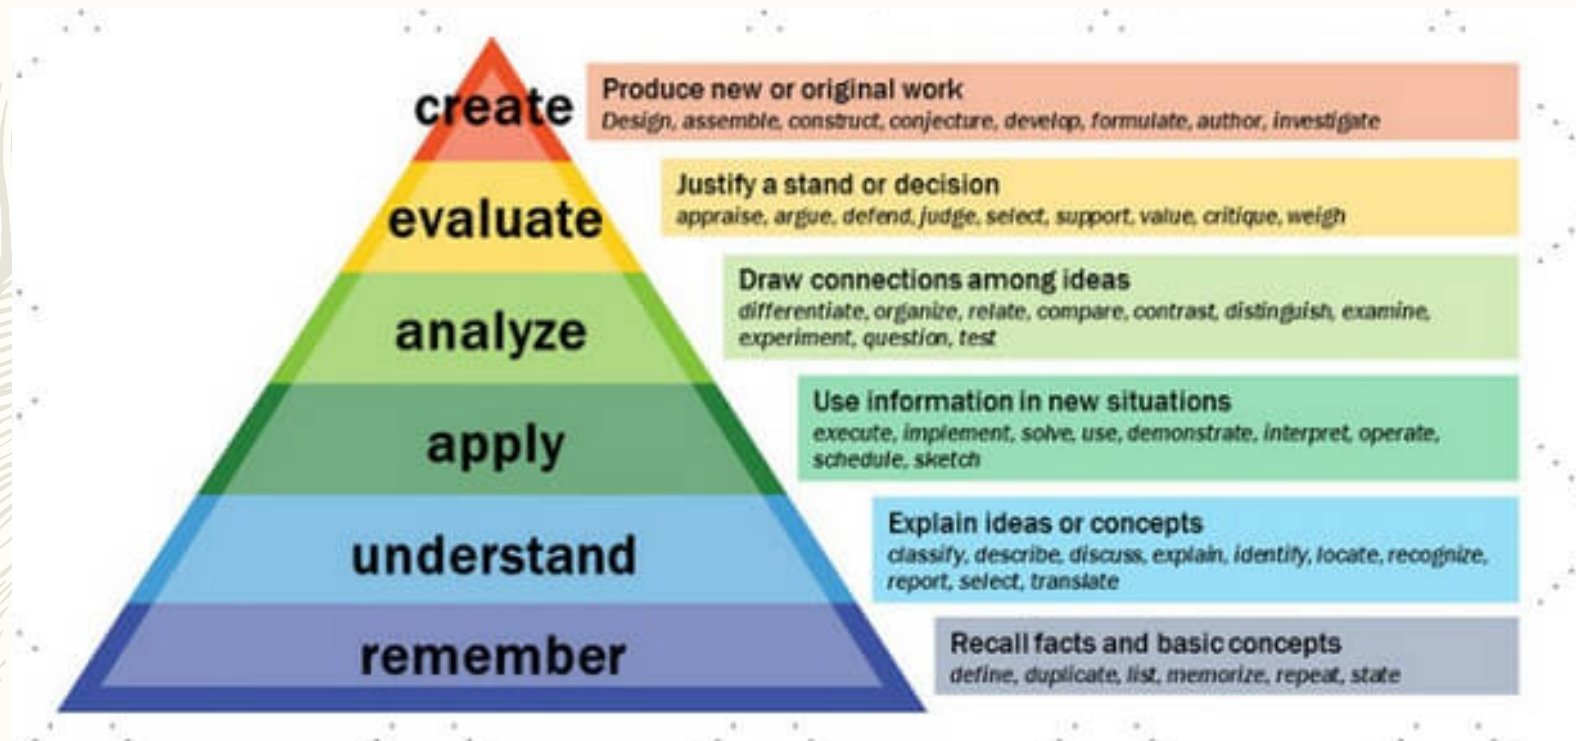 create
Produce new or original work
Design, assemble, construct, conjecture, develop, formulate, author, investigate
evaluate
Justify a stand or decision
appraise, argue, defend, judge, select, support, value, critique, weigh
analyze
Draw connections among ideas
differentiate, organize, relate, compare, contrast, distinguish, examine,
experiment, question, test
apply
Use information in new situations
execute, implement, solve, use, demonstrate, interpret, operate,
schedule, sketch
understand
Explain ideas or concepts
classify, describe, discuss, explain, identify, locate, recognize,
report, select, translate
remember
Recall facts and basic concepts
define, duplicate, list, memorize, repeat, state